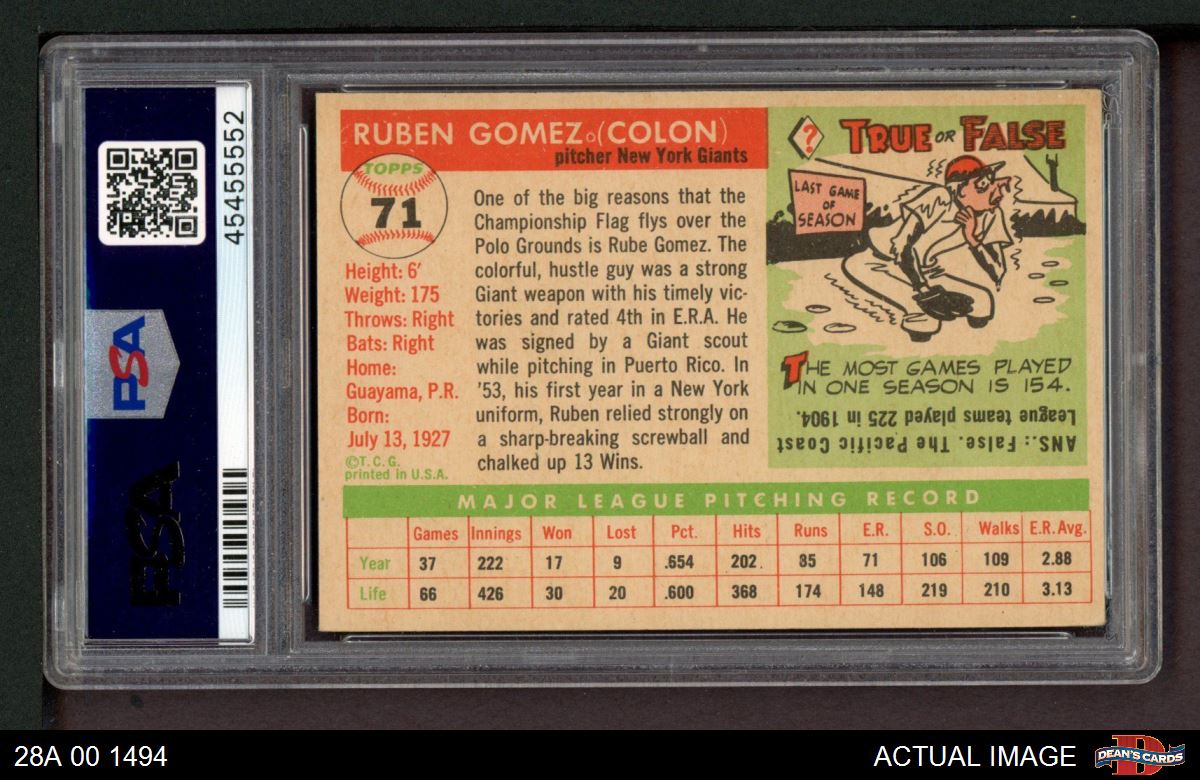 PSA
45455552
PSA
RUBEN GOMEZ (COLON)
pitcher New York Giants
TOPPS
71
Height: 6'
Weight: 175
Throws: Right
Bats: Right
Home:
Guayama, P.R.
Born:
July 13, 1927
©T. C. G.
printed in U.S.A.
One of the big reasons that the
Championship Flag flys over the
Polo Grounds is Rube Gomez. The
colorful, hustle guy was a strong
Giant weapon with his timely vic-
tories and rated 4th in E.R.A. He
was signed by a Giant scout
while pitching in Puerto Rico. In
'53, his first year in a New York
uniform, Ruben relied strongly on
a sharp-breaking screwball and
chalked up 13 Wins.
? TRUE OR FALSE
LAST GAME
OF
SEASON
THE MOST GAMES PLAYED
IN ONE SEASON IS 154.
ANS.: False. The Pacific Coast
League teams played 225 in 1904.
MAJOR LEAGUE PITCHING RECORD
Games Innings Won Lost Pct. Hits Runs E.R. S.O. Walks E.R. Avg.
Year 37 222 17 9 .654 202 85 71 106 109 2.88
Life 66 426 30 20 .600 368 174 148 219 210 3.13
28A 00 1494
ACTUAL IMAGE
DEAN'S CARDS